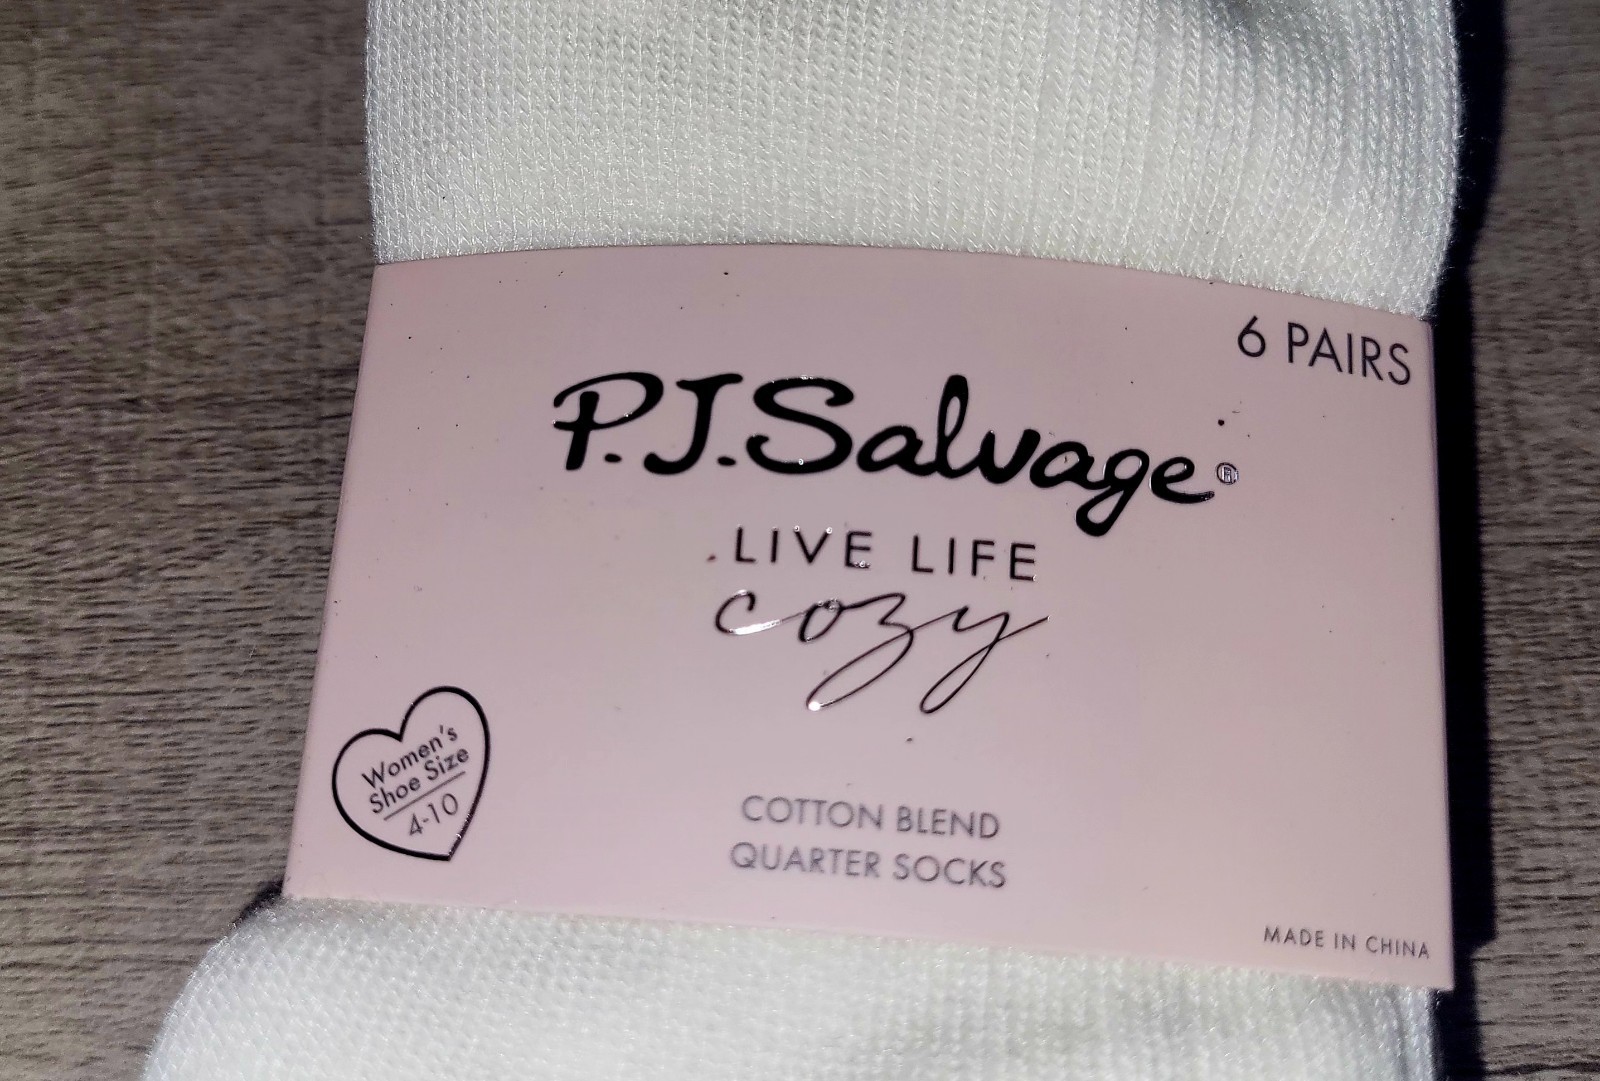 6 PAIRS
P.J.Salvage®
LIVE LIFE
cozy
Women's
Shoe Size
4-10
COTTON BLEND
QUARTER SOCKS
MADE IN CHINA